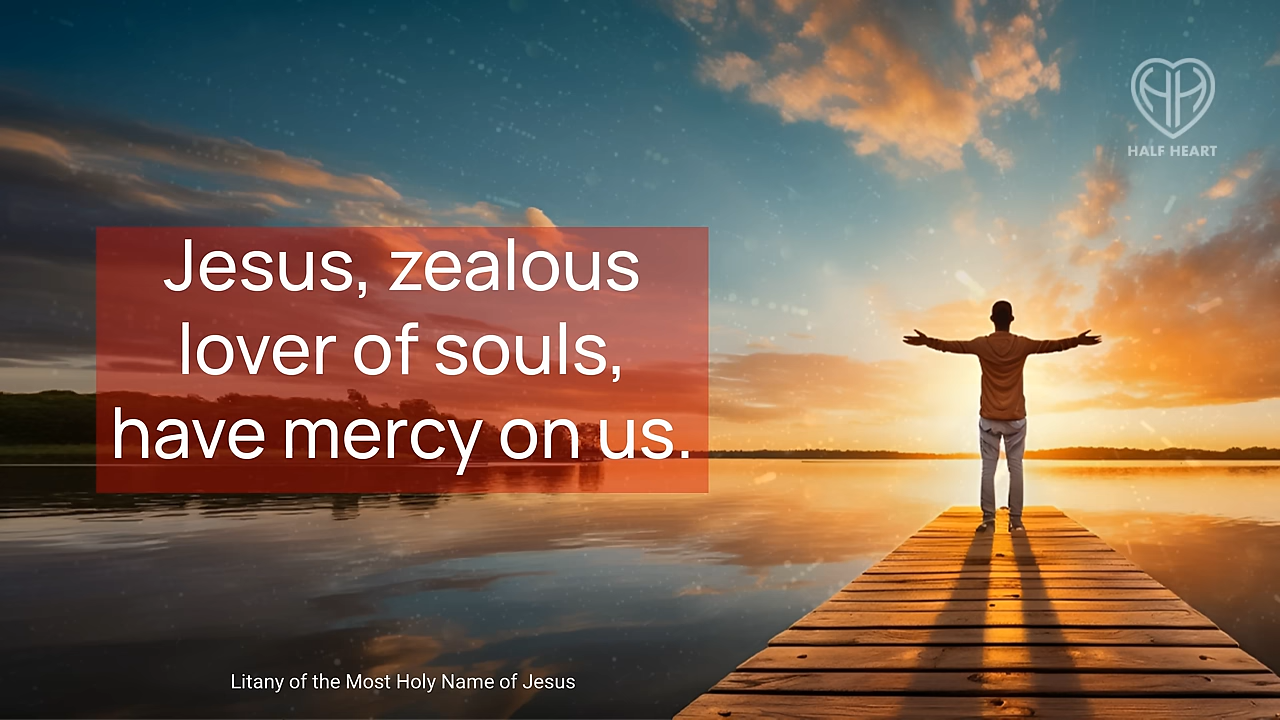 HALF HEART
Jesus, zealous
lover of souls,
have mercy on us.
Litany of the Most Holy Name of Jesus